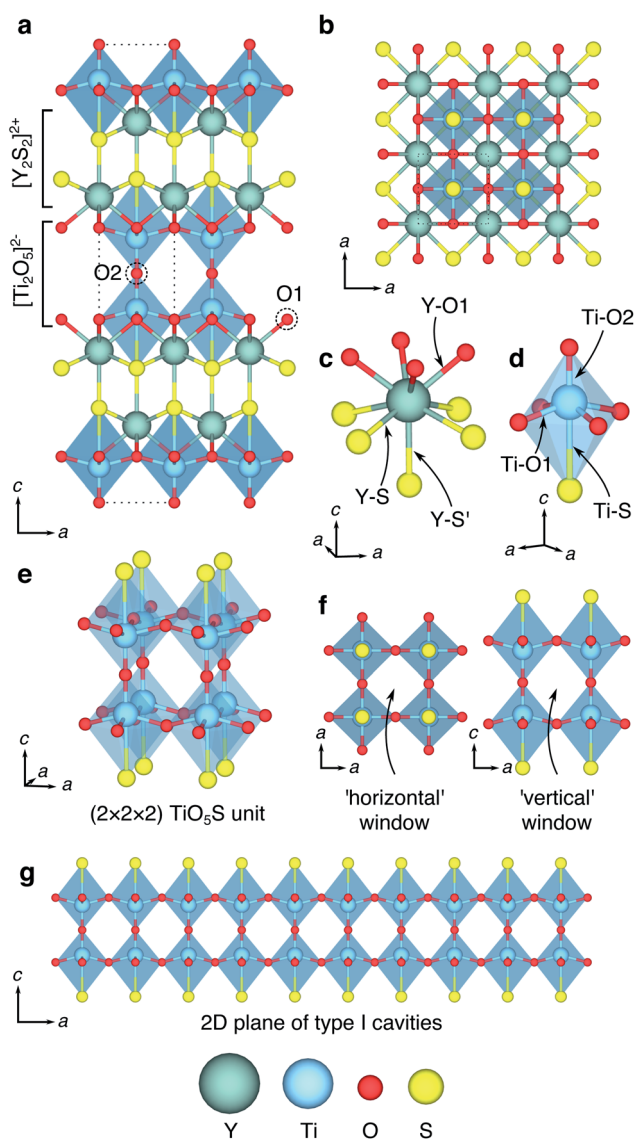 a
b
[Y₂S₂]²⁺
[Ti₂O₅]²⁻
O2
O1
c
a
a
a
c
Y-O1
Y-S
Y-S'
c
a
a
d
Ti-O2
Ti-O1
Ti-S
c
a
a
e
c
a
a
(2×2×2) TiO₅S unit
f
a
a
c
a
'horizontal'
window
'vertical'
window
g
c
a
2D plane of type I cavities
Y
Ti
O
S